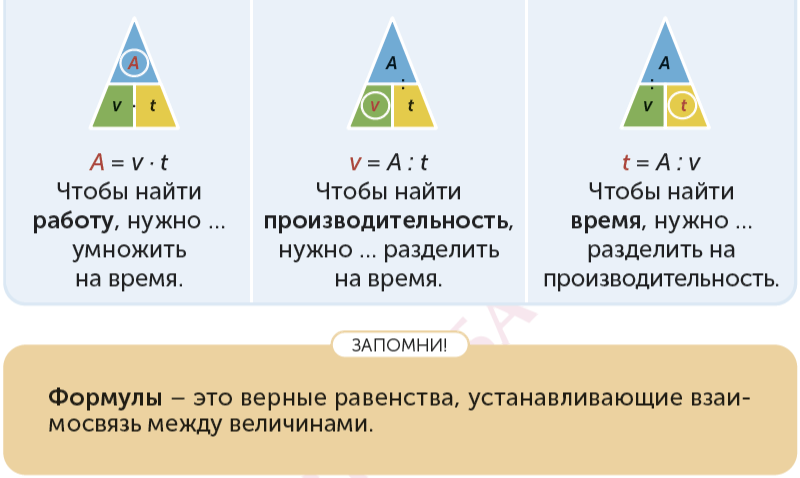 A
v · t
A = v · t
Чтобы найти
работу, нужно ...
умножить
на время.
A
:
v t
v = A : t
Чтобы найти
производительность,
нужно ... разделить
на время.
A
:
v t
t = A : v
Чтобы найти
время, нужно ...
разделить на
производительность.
ЗАПОМНИ!
Формулы – это верные равенства, устанавливающие взаи-
мосвязь между величинами.